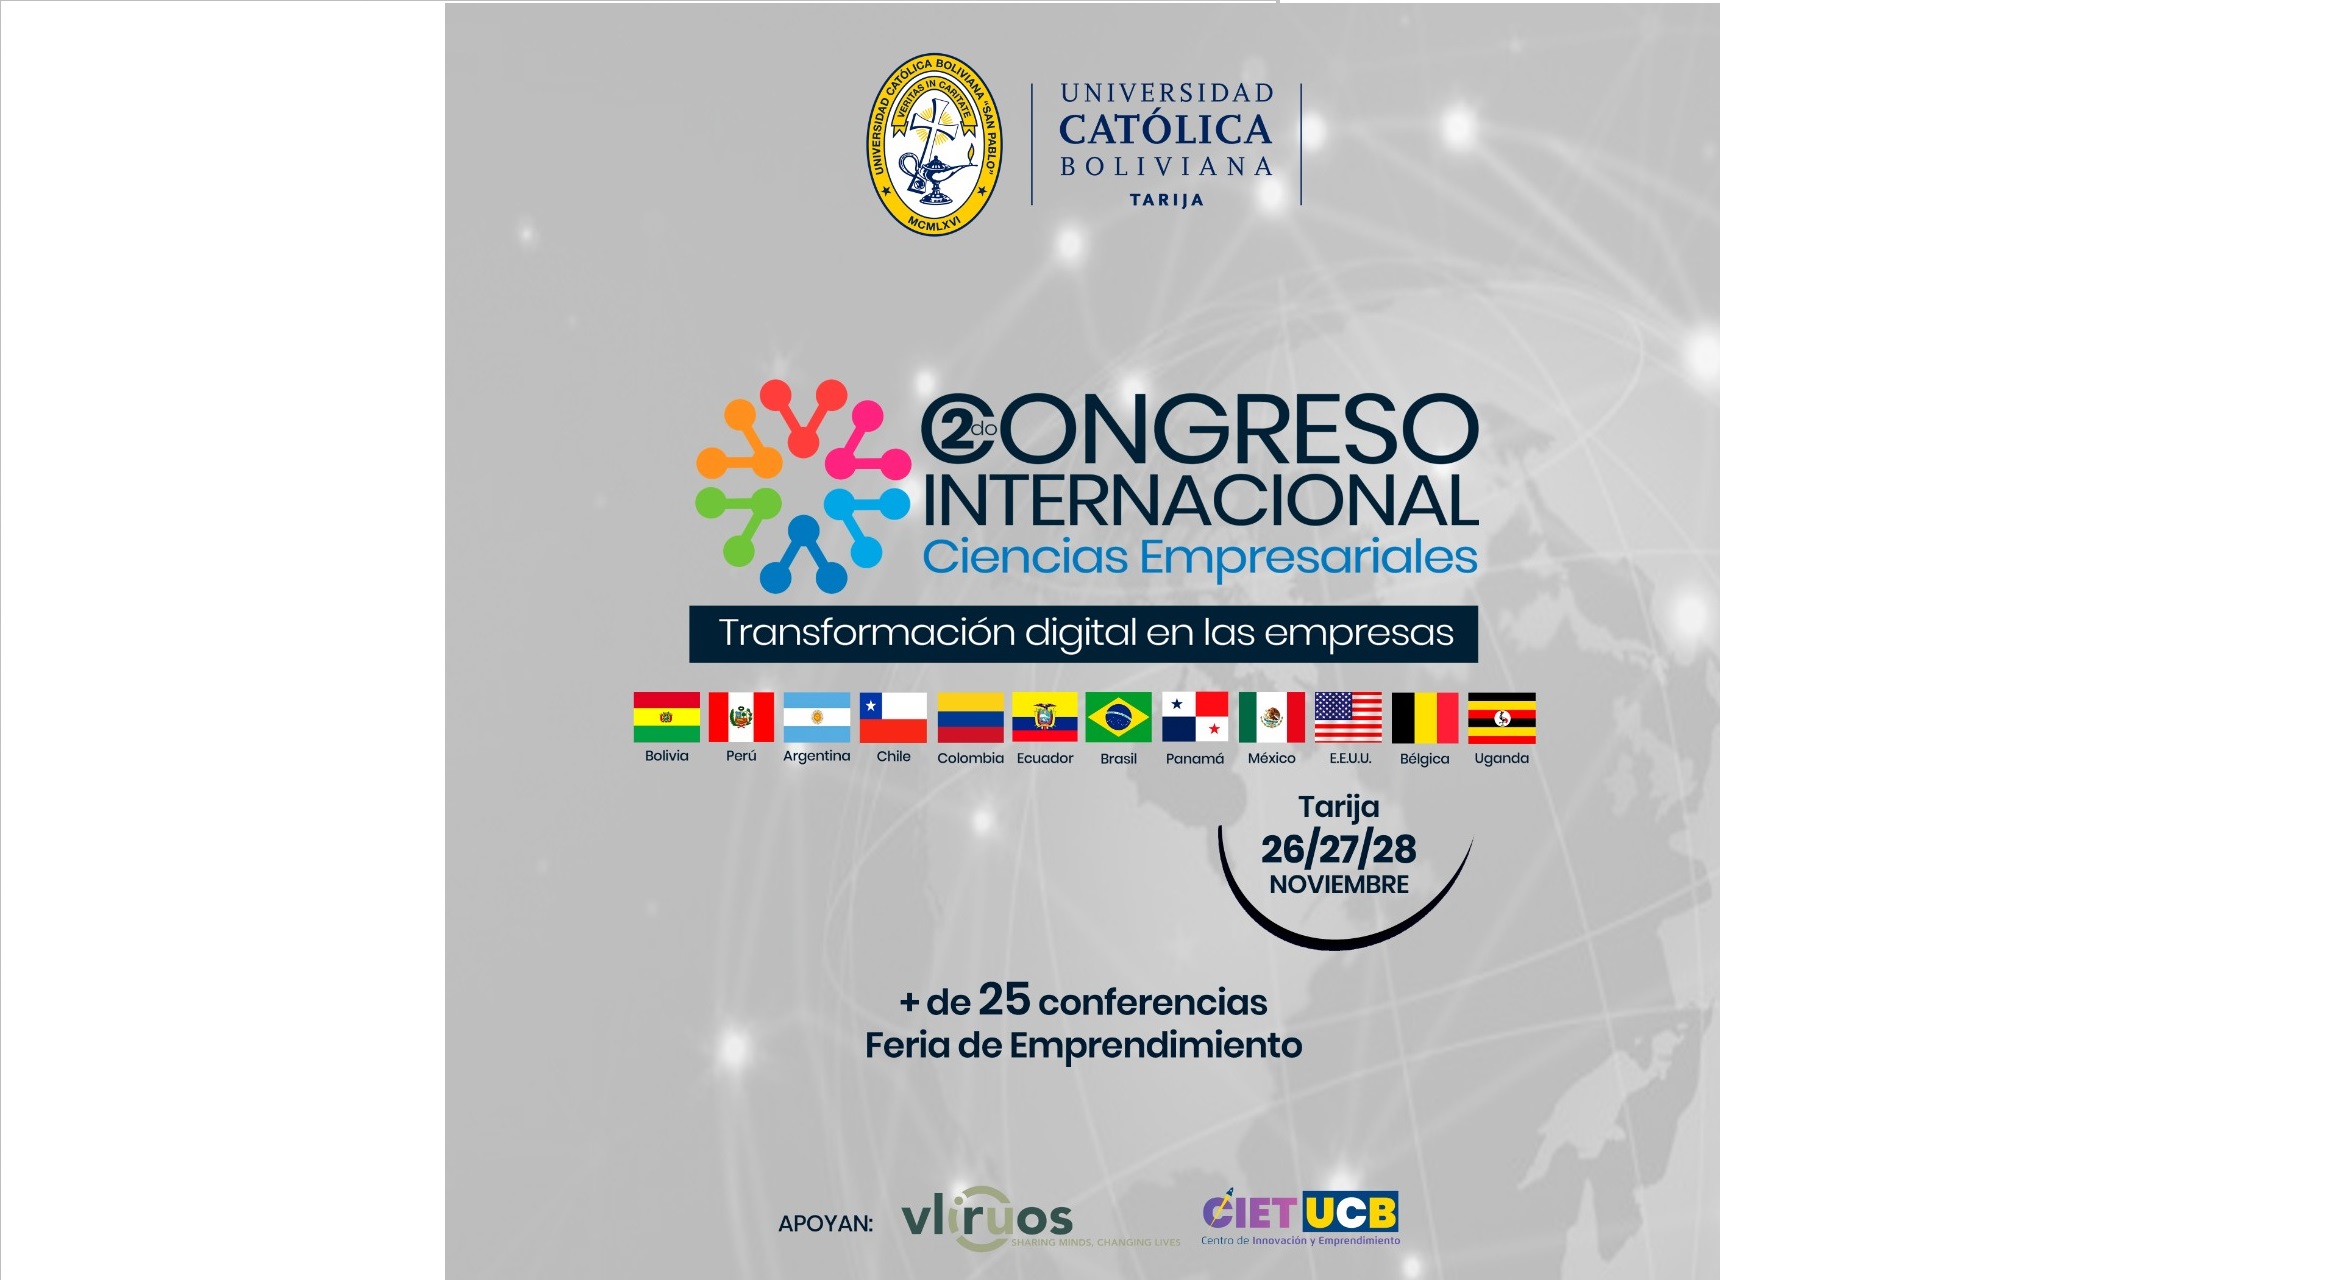 UNIVERSIDAD CATÓLICA BOLIVIANA "SAN PABLO"
VERITAS IN CARITATE
MCMLXVI
UNIVERSIDAD
CATÓLICA
BOLIVIANA
TARIJA
2do CONGRESO
INTERNACIONAL
Ciencias Empresariales
Transformación digital en las empresas
Bolivia Perú Argentina Chile Colombia Ecuador Brasil Panamá México E.E.U.U. Bélgica Uganda
Tarija
26/27/28
NOVIEMBRE
+ de 25 conferencias
Feria de Emprendimiento
APOYAN:
vliruos
SHARING MINDS, CHANGING LIVES
CIET UCB
Centro de Innovación y Emprendimiento